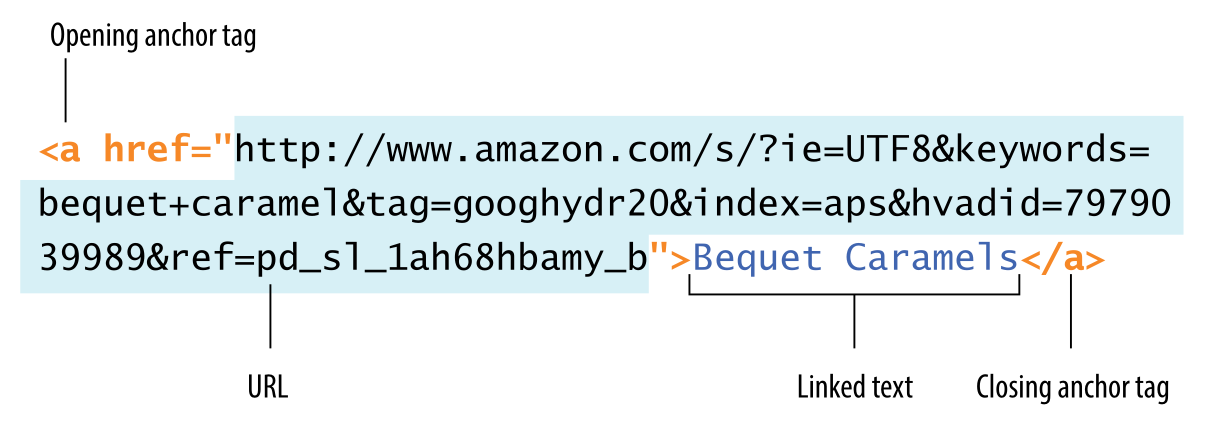 Opening anchor tag
<a href="http://www.amazon.com/s/?ie=UTF8&keywords=
bequet+caramel&tag=googhydr20&index=aps&hvadid=79790
39989&ref=pd_sl_1ah68hbamy_b">Bequet Caramels</a>
URL
Linked text
Closing anchor tag